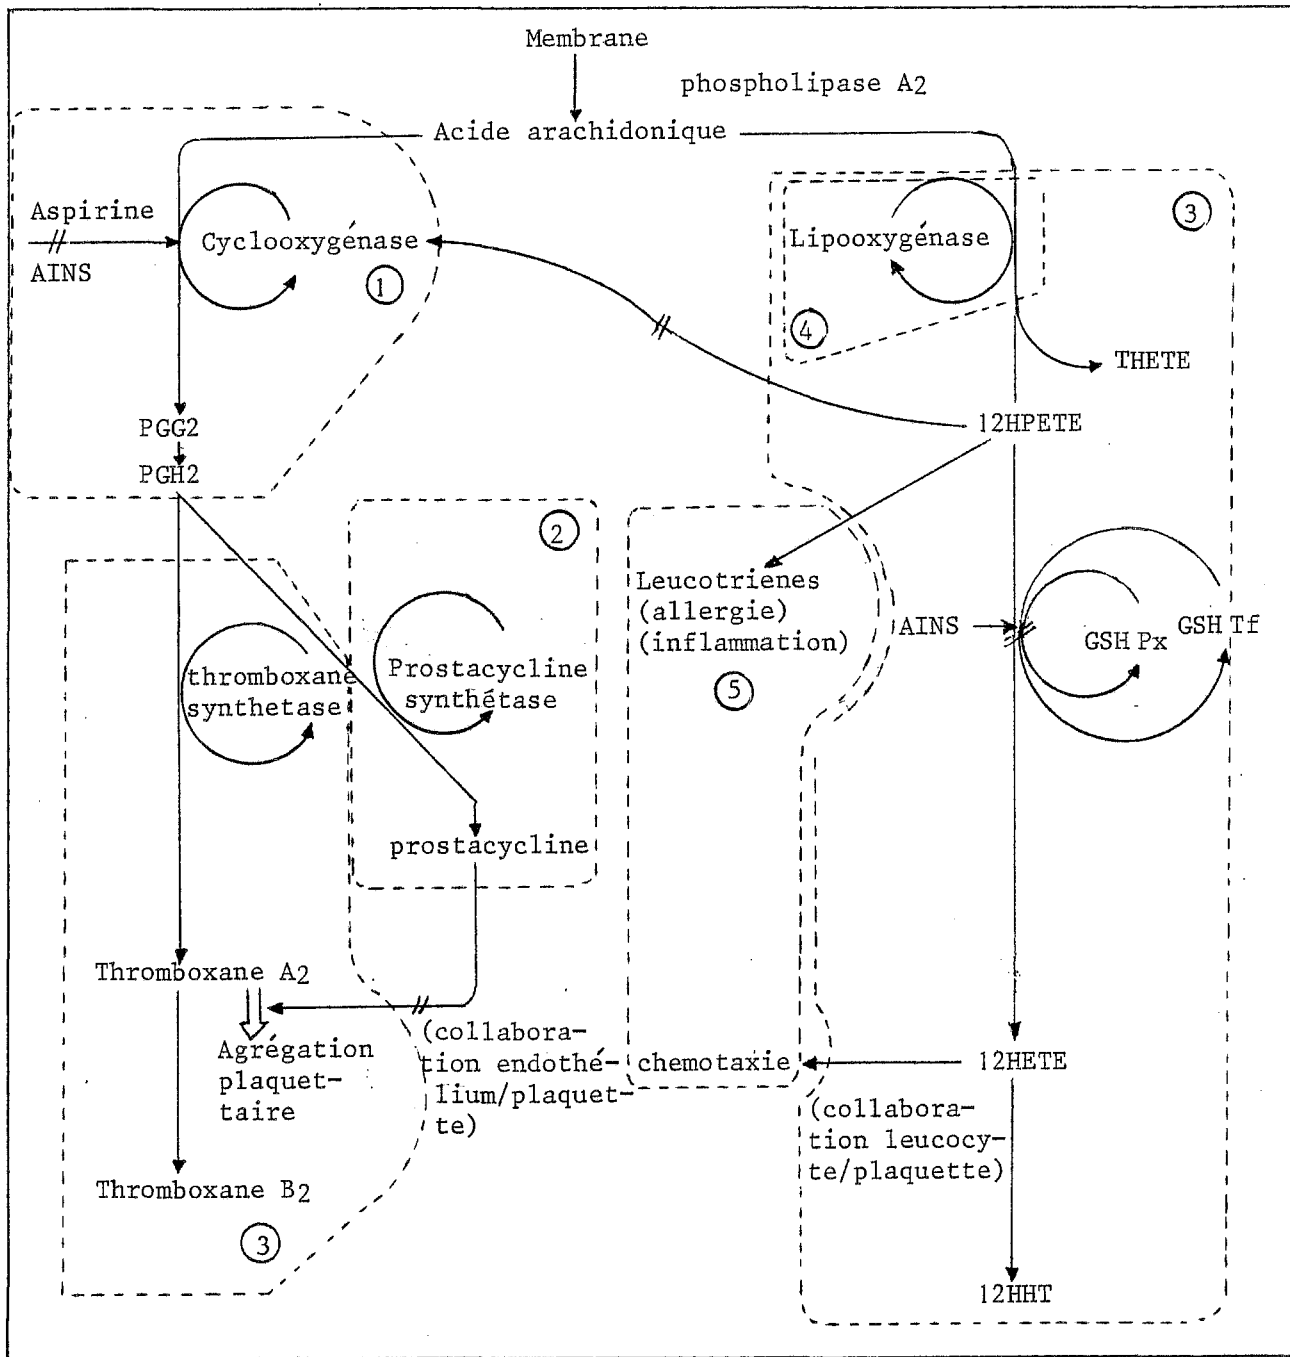 Membrane
phospholipase A2
Acide arachidonique
Aspirine
AINS
Cyclooxygénase
1
Lipooxygénase
3
4
THETE
PGG2
PGH2
12HPETE
2
Leucotrienes
(allergie)
(inflammation)
5
AINS
GSH Px
GSH Tf
thromboxane
synthetase
Prostacycline
synthétase
prostacycline
Thromboxane A2
Agrégation
plaquet-
taire
(collabora-
tion endothé-
lium/plaquet-
te)
chemotaxie
12HETE
(collabora-
tion leucocy-
te/plaquette)
Thromboxane B2
3
12HHT